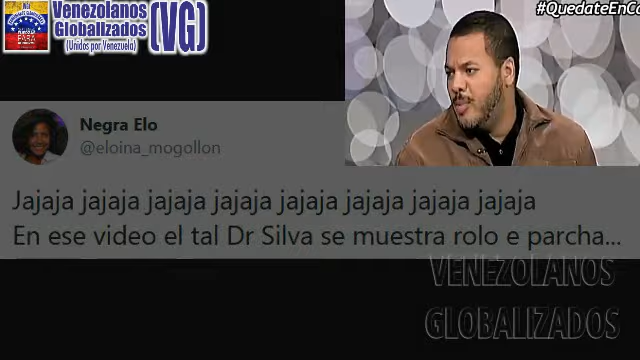 Venezolanos
Globalizados
(Unidos por Venezuela)
(VG)
#QuedateEnCa
Negra Elo
@eloina_mogollon
Jajaja jajaja jajaja jajaja jajaja jajaja jajaja jajaja
En ese video el tal Dr Silva se muestra rolo e parcha...
VENEZOLANOS
GLOBALIZADOS